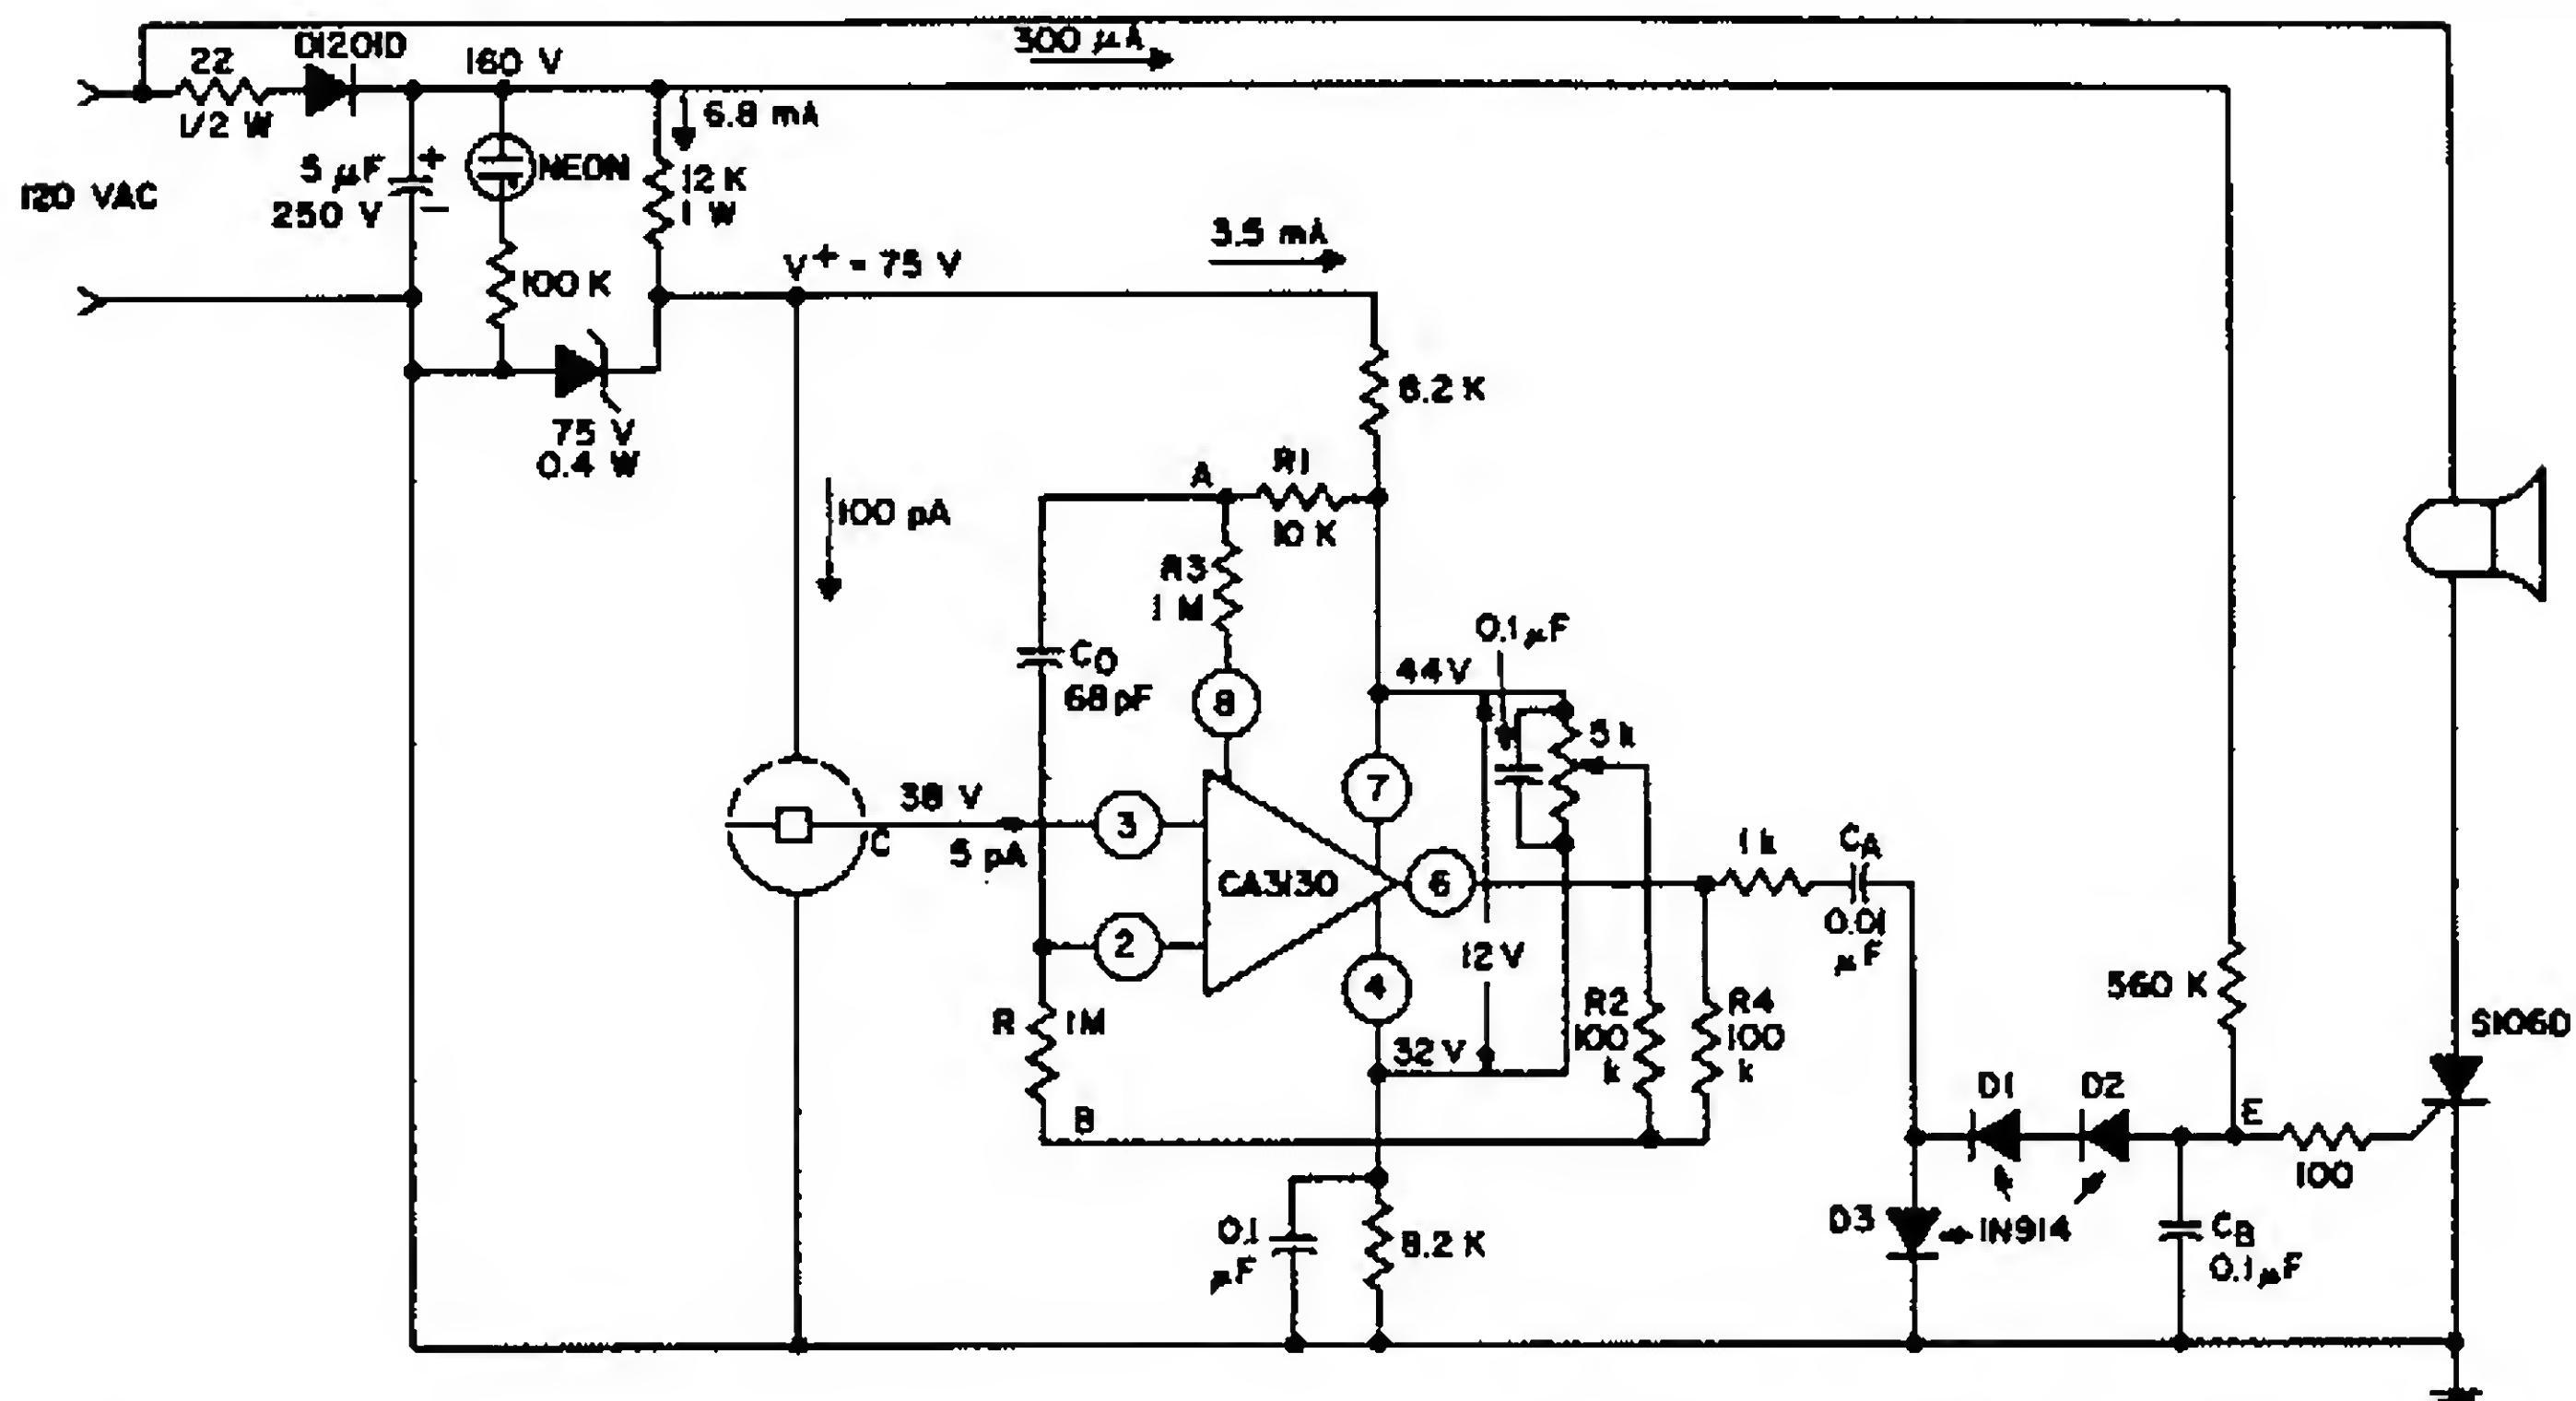 22
D1201D
1/2 W
120 VAC
160 V
300 μA
6.8 mA
5 μF
250 V
+
−
NEON
12 K
1 W
100 K
V+ = 75 V
3.5 mA
75 V
0.4 W
8.2 K
100 pA
A
R1
10 K
R3
1 M
CO
68 pF
8
0.1 μF
44 V
5 k
7
38 V
C
5 pA
3
CA3130
6
1 k
CA
0.01
μF
2
4
12 V
R
1M
32 V
R2
100
k
R4
100
k
560 K
S106D
B
D1
D2
E
100
D3
1N914
CB
0.1 μF
0.1
μF
8.2 K